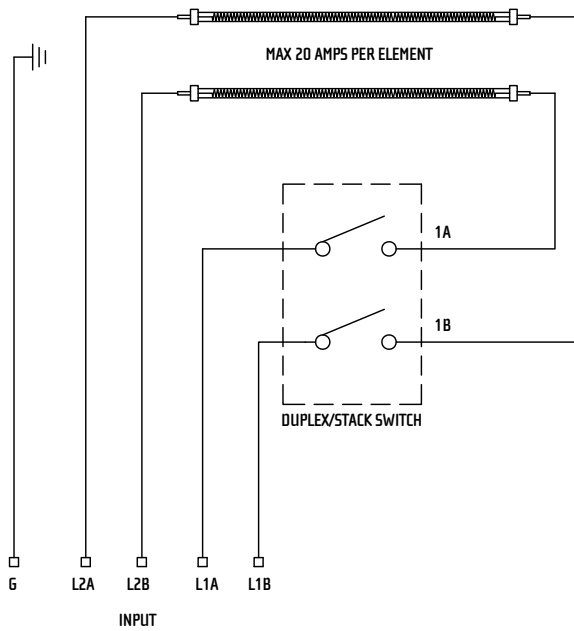 MAX 20 AMPS PER ELEMENT
1A
1B
DUPLEX/STACK SWITCH
G L2A L2B L1A L1B
INPUT